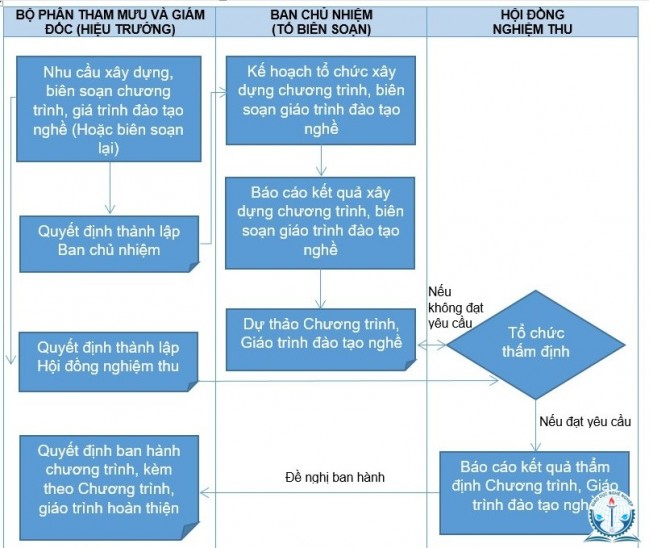 BỘ PHÂN THAM MƯU VÀ GIÁM
ĐỐC (HIỆU TRƯỞNG)
BAN CHỦ NHIỆM
(TỔ BIÊN SOẠN)
HỘI ĐỒNG
NGHIỆM THU
Nhu cầu xây dựng,
biên soạn chương
trình, giá trình đào tạo
nghề (Hoặc biên soạn
lại)
Kế hoạch tổ chức xây
dựng chương trình, biên
soạn giáo trình đào tạo
nghề
Quyết định thành lập
Ban chủ nhiệm
Báo cáo kết quả xây
dựng chương trình, biên
soạn giáo trình đào tạo
nghề
Dự thảo Chương trình,
Giáo trình đào tạo nghề
Nếu
không đạt
yêu cầu
Tổ chức
thẩm định
Quyết định thành lập
Hội đồng nghiệm thu
Nếu đạt yêu cầu
Quyết định ban hành
chương trình, kèm
theo Chương trình,
giáo trình hoàn thiện
Đề nghị ban hành
Báo cáo kết quả thẩm
định Chương trình, Giáo
trình đào tạo nghề